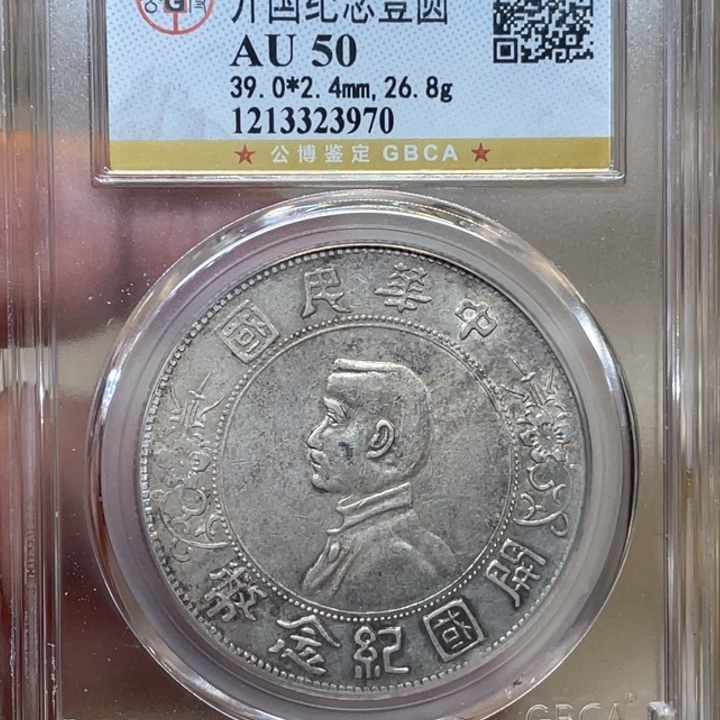 开国纪念壹圆
AU 50
39.0*2.4mm, 26.8g
1213323970
★ 公博鉴定 GBCA ★
中華民國
開國紀念幣
GBCA